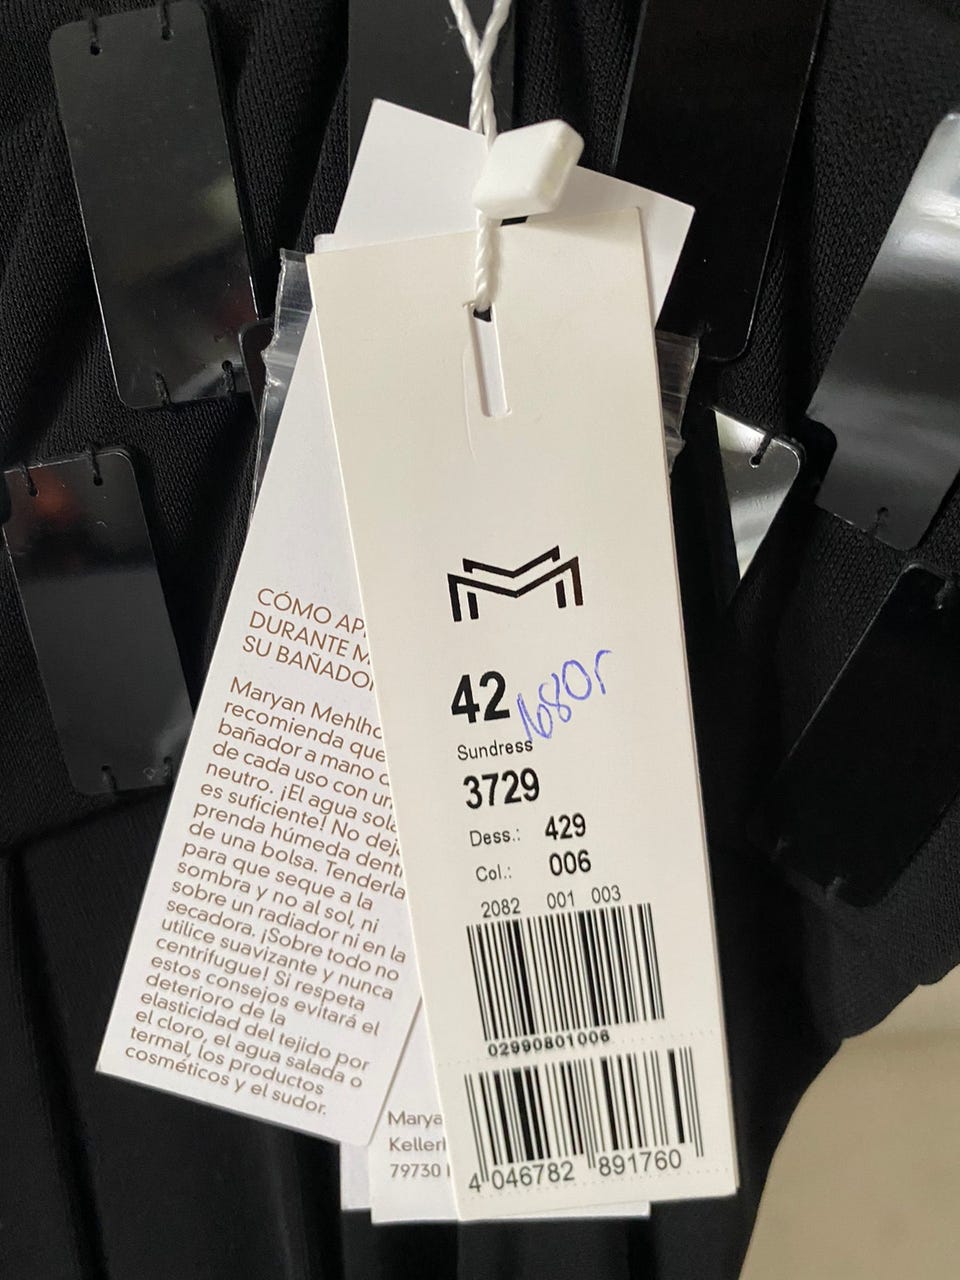 CÓMO
DURANTE
SU BAÑADO
Maryan Mehlho
recomienda que
bañador a mano
de cada uso con un
neutro. ¡El agua sola
es suficiente! No dej
prenda húmeda dent
de una bolsa. Tenderla
para que seque a la
sombra y no al sol, ni
sobre un radiador ni en la
secadora. ¡Sobre todo no
utilice suavizante y nunca
centrifugue! Si respeta
estos consejos evitará el
deterioro de la
elasticidad del tejido por
el cloro, el agua salada o
termal, los productos
cosméticos y el sudor.
42
1680r
Sundress
3729
Dess.: 429
Col.: 006
2082 001 003
02990801006
4 046782 891760
Marya
Keller
79730